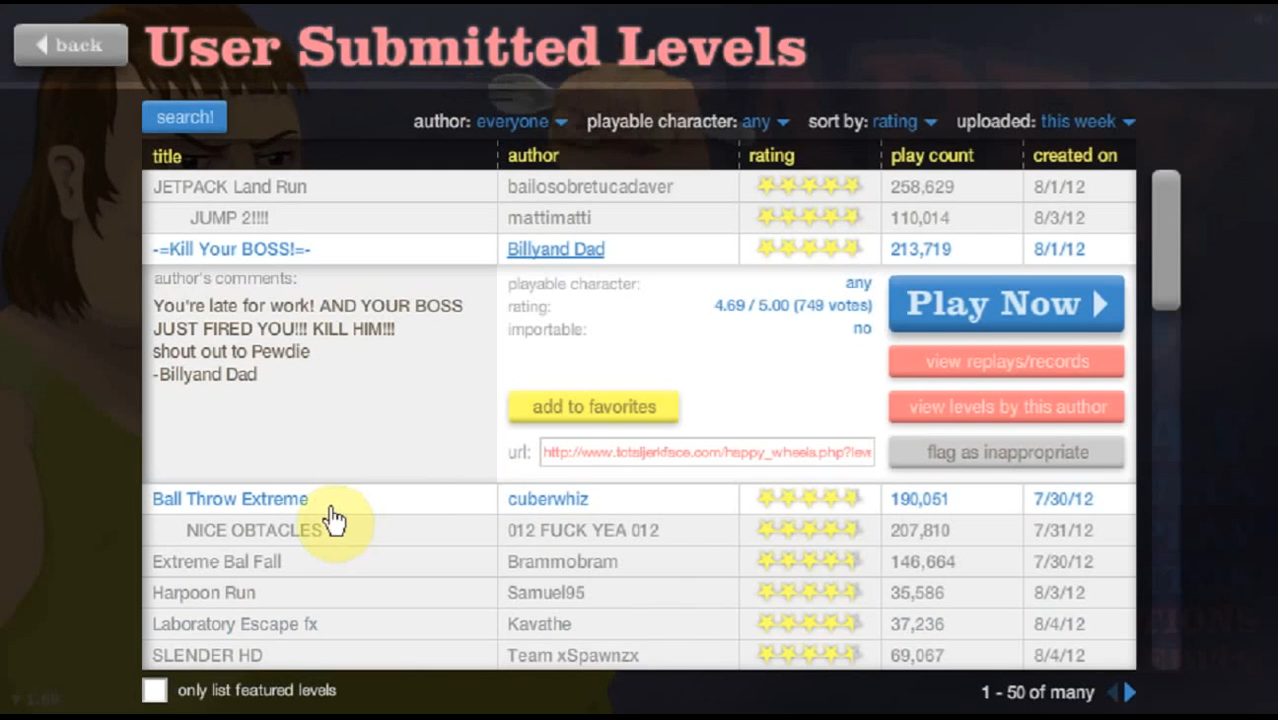 back
User Submitted Levels
search!
author: everyone playable character: any sort by: rating uploaded: this week
title author rating play count created on
JETPACK Land Run bailosobretucadaver 258,629 8/1/12
JUMP 2!!!! mattimatti 110,014 8/3/12
-=Kill Your BOSS!=- Billyand Dad 213,719 8/1/12
author's comments:
You're late for work! AND YOUR BOSS
JUST FIRED YOU!!! KILL HIM!!!
shout out to Pewdie
-Billyand Dad
playable character: any
rating: 4.69 / 5.00 (749 votes)
importable: no
add to favorites
url: http://www.totaljerkface.com/happy_wheels.php?leve
Play Now
view replays/records
view levels by this author
flag as inappropriate
Ball Throw Extreme cuberwhiz 190,051 7/30/12
NICE OBTACLES 012 FUCK YEA 012 207,810 7/31/12
Extreme Bal Fall Brammobram 146,664 7/30/12
Harpoon Run Samuel95 35,586 8/3/12
Laboratory Escape fx Kavathe 37,236 8/4/12
SLENDER HD Team xSpawnzx 69,067 8/4/12
only list featured levels
1 - 50 of many